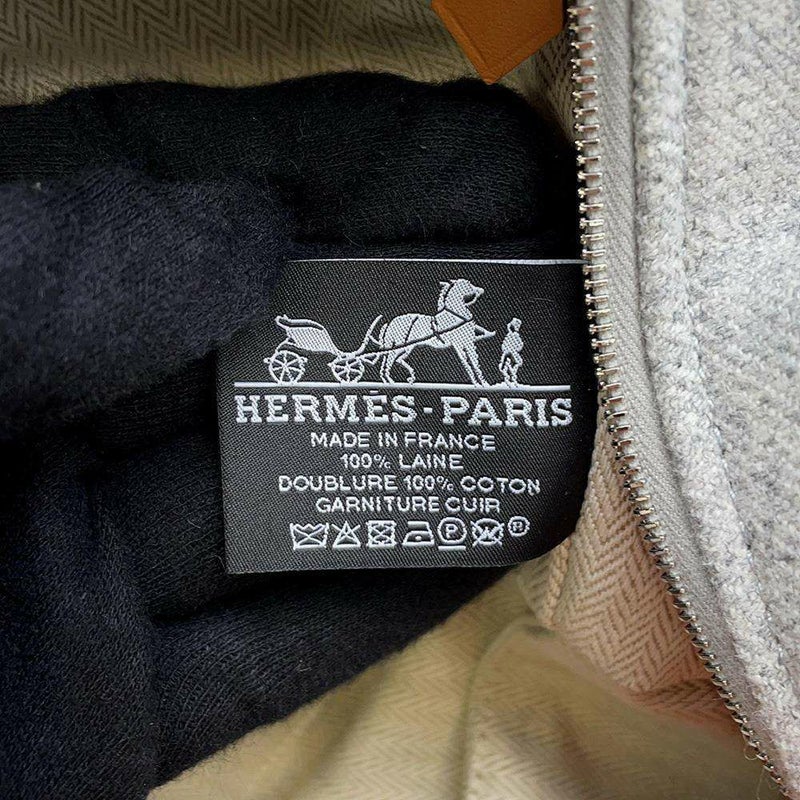 HERMÈS-PARIS
MADE IN FRANCE
100% LAINE
DOUBLURE 100% COTON
GARNITURE CUIR
P ®